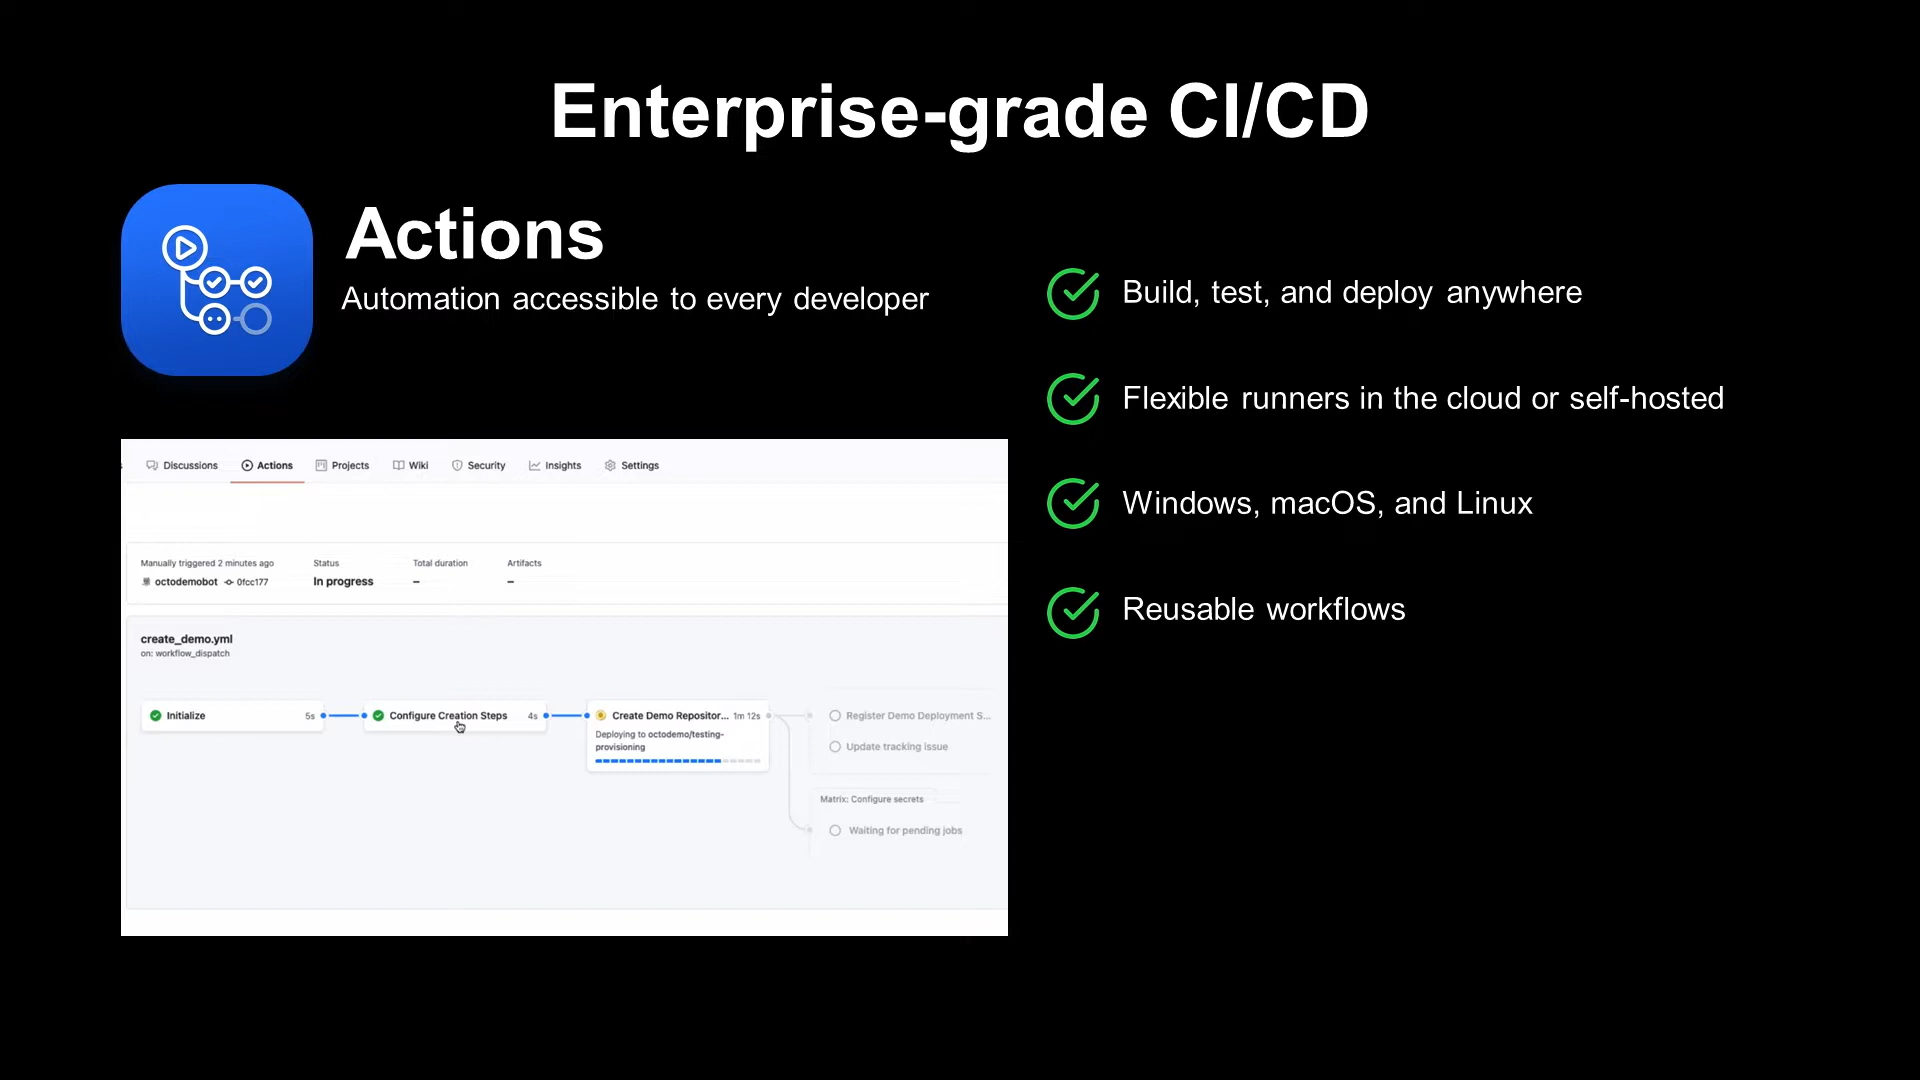 Enterprise-grade CI/CD
Actions
Automation accessible to every developer
Build, test, and deploy anywhere
Flexible runners in the cloud or self-hosted
Windows, macOS, and Linux
Reusable workflows
Discussions Actions Projects Wiki Security Insights Settings
Manually triggered 2 minutes ago Status Total duration Artifacts
octodemobot 0fcc177 In progress – –
create_demo.yml
on: workflow_dispatch
Initialize 5s Configure Creation Steps 4s Create Demo Repositor... 1m 12s Register Demo Deployment S...
Deploying to octodemo/testing-
provisioning
Update tracking issue
Matrix: Configure secrets
Waiting for pending jobs